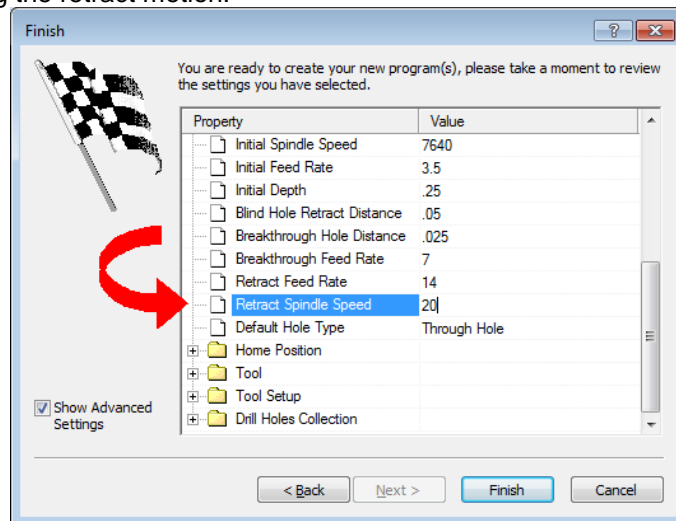 the retract motion.
Finish
You are ready to create your new program(s), please take a moment to review
the settings you have selected.
Property Value
Initial Spindle Speed 7640
Initial Feed Rate 3.5
Initial Depth .25
Blind Hole Retract Distance .05
Breakthrough Hole Distance .025
Breakthrough Feed Rate 7
Retract Feed Rate 14
Retract Spindle Speed 20
Default Hole Type Through Hole
Home Position
Tool
Tool Setup
Drill Holes Collection
Show Advanced
Settings
< Back Next > Finish Cancel